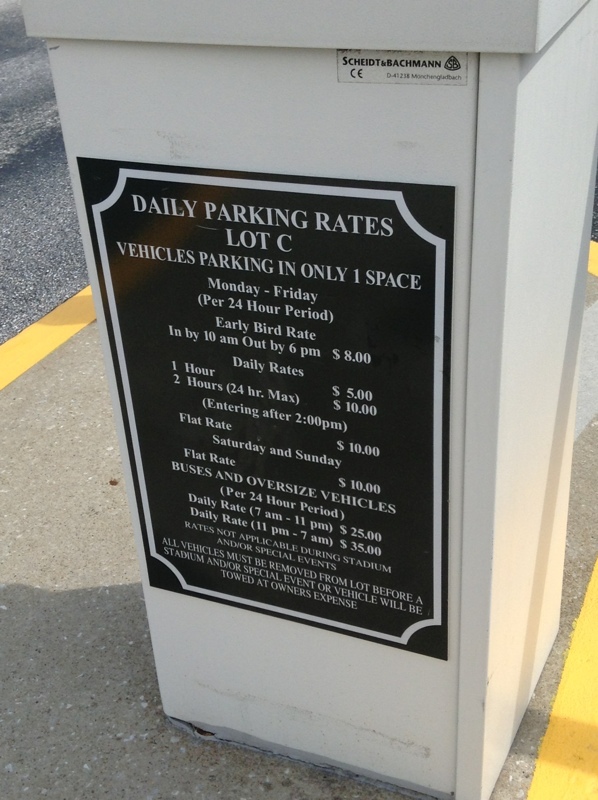 SCHEIDT&BACHMANN SB
CE D-41238 Mönchengladbach
DAILY PARKING RATES
LOT C
VEHICLES PARKING IN ONLY 1 SPACE
Monday - Friday
(Per 24 Hour Period)
Early Bird Rate
In by 10 am Out by 6 pm $ 8.00
Daily Rates
1 Hour $ 5.00
2 Hours (24 hr. Max) $ 10.00
(Entering after 2:00pm)
Flat Rate $ 10.00
Saturday and Sunday
Flat Rate $ 10.00
BUSES AND OVERSIZE VEHICLES
(Per 24 Hour Period)
Daily Rate (7 am - 11 pm) $ 25.00
Daily Rate (11 pm - 7 am) $ 35.00
RATES NOT APPLICABLE DURING STADIUM
AND/OR SPECIAL EVENTS
ALL VEHICLES MUST BE REMOVED FROM LOT BEFORE A
STADIUM AND/OR SPECIAL EVENT OR VEHICLE WILL BE
TOWED AT OWNERS EXPENSE